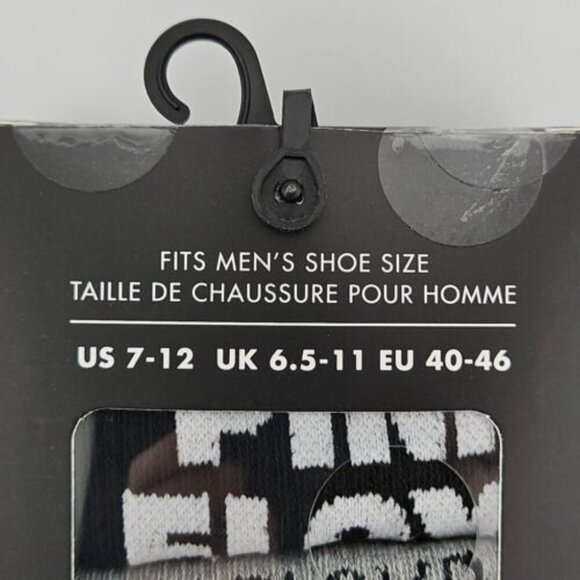 FITS MEN'S SHOE SIZE
TAILLE DE CHAUSSURE POUR HOMME
US 7-12 UK 6.5-11 EU 40-46